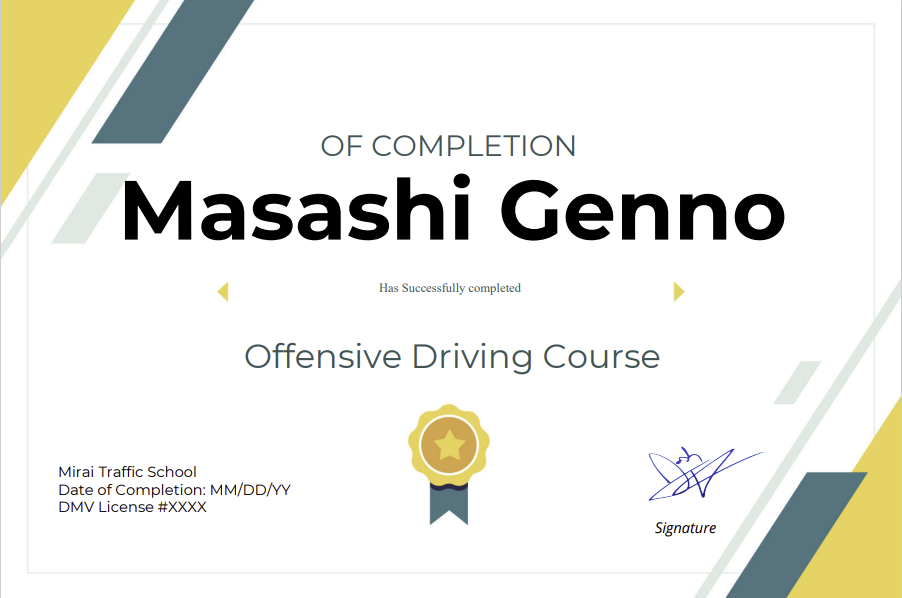 OF COMPLETION
Masashi Genno
Has Successfully completed
Offensive Driving Course
Mirai Traffic School
Date of Completion: MM/DD/YY
DMV License #XXXX
Signature